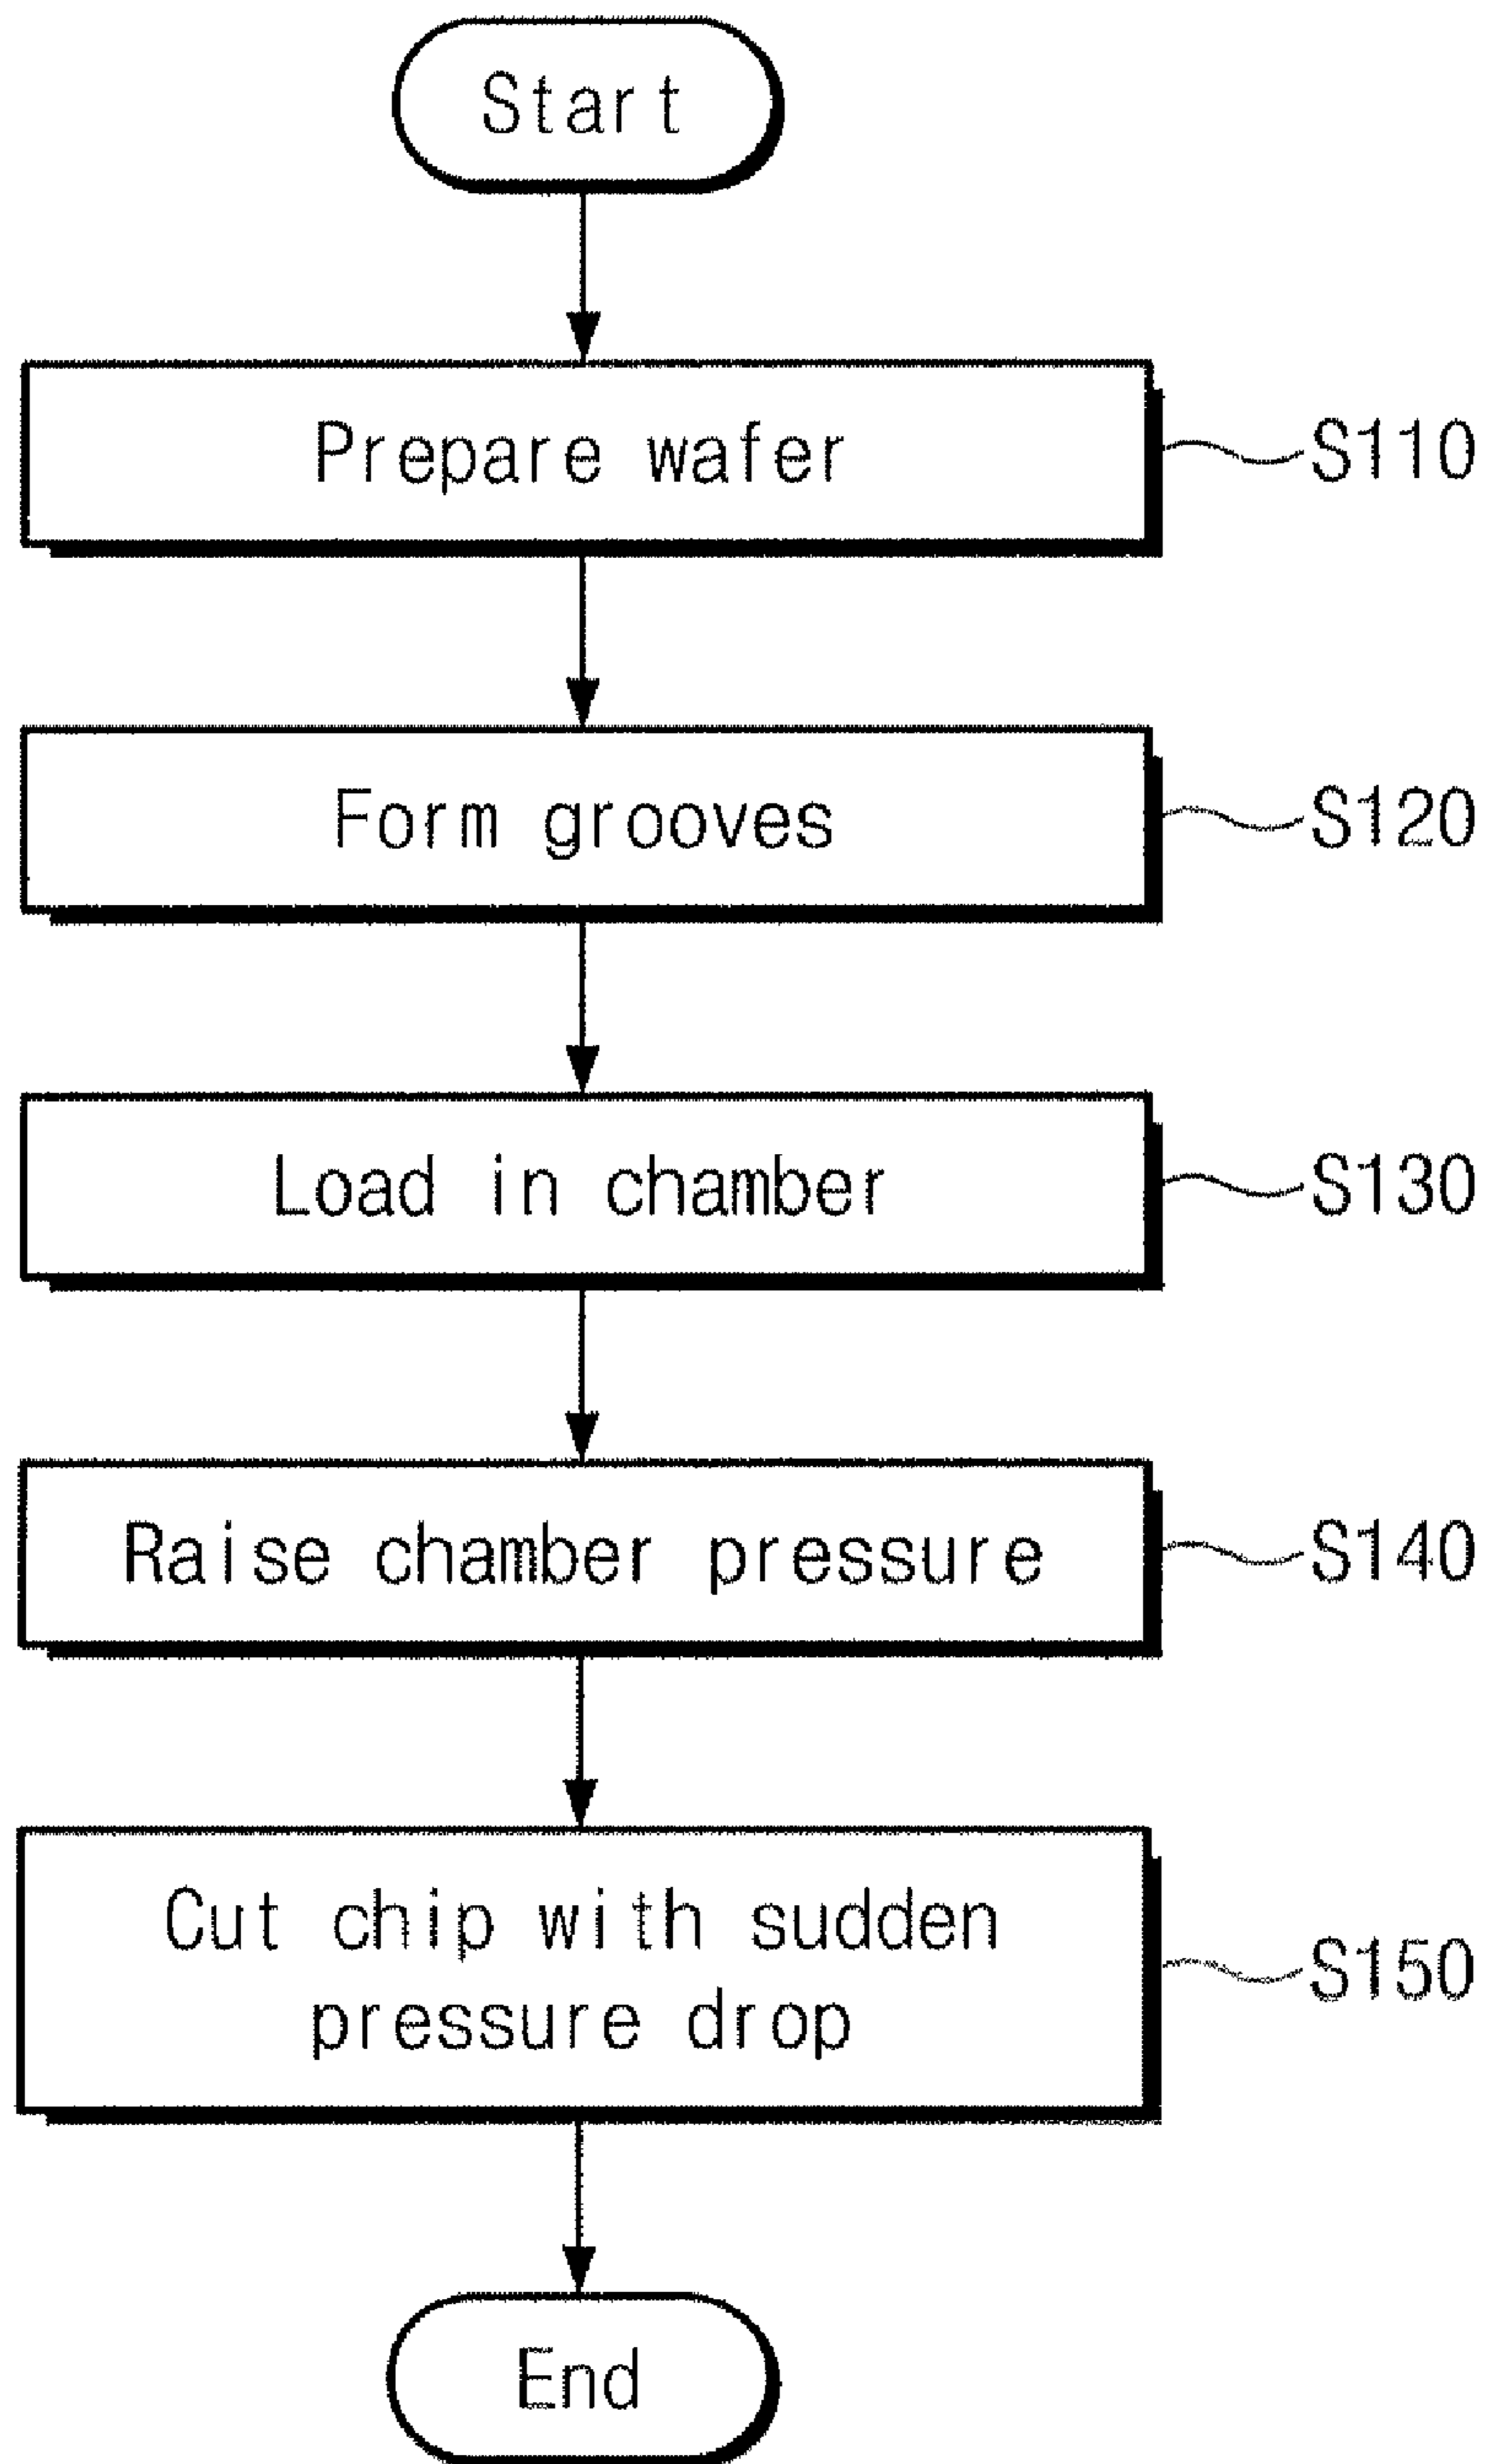 Start
Prepare wafer
S110
Form grooves
S120
Load in chamber
S130
Raise chamber pressure
S140
Cut chip with sudden
pressure drop
S150
End